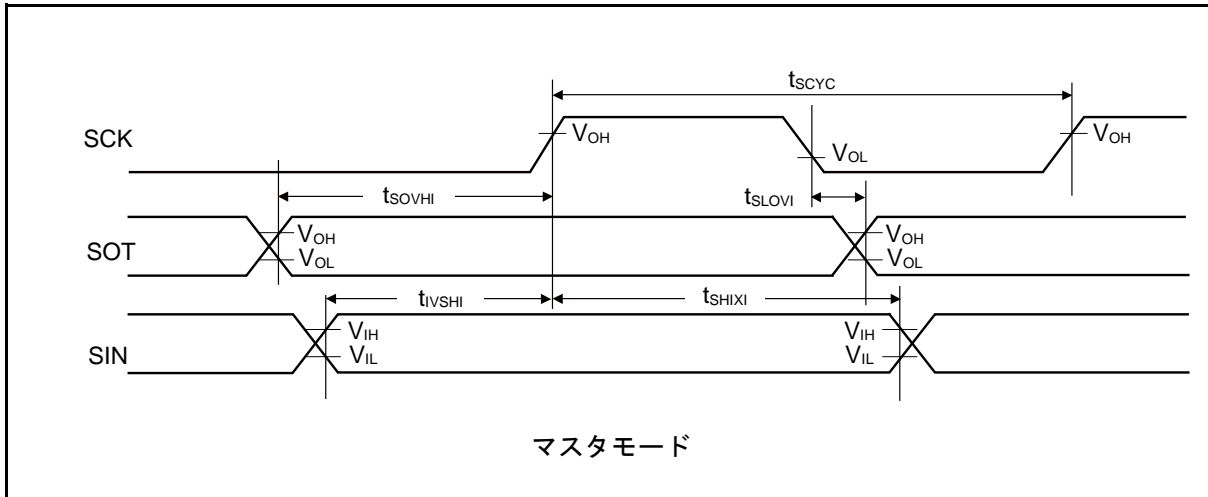 tSCYC
SCK
VOH
VOL
VOH
tSOVHI
tSLOVI
SOT
VOH
VOL
VOH
VOL
tIVSHI
tSHIXI
SIN
VIH
VIL
VIH
VIL
マスタモード